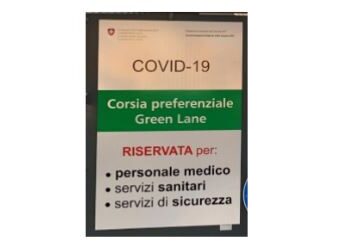 COVID-19
Corsia preferenziale
Green Lane
RISERVATA per:
• personale medico
• servizi sanitari
• servizi di sicurezza